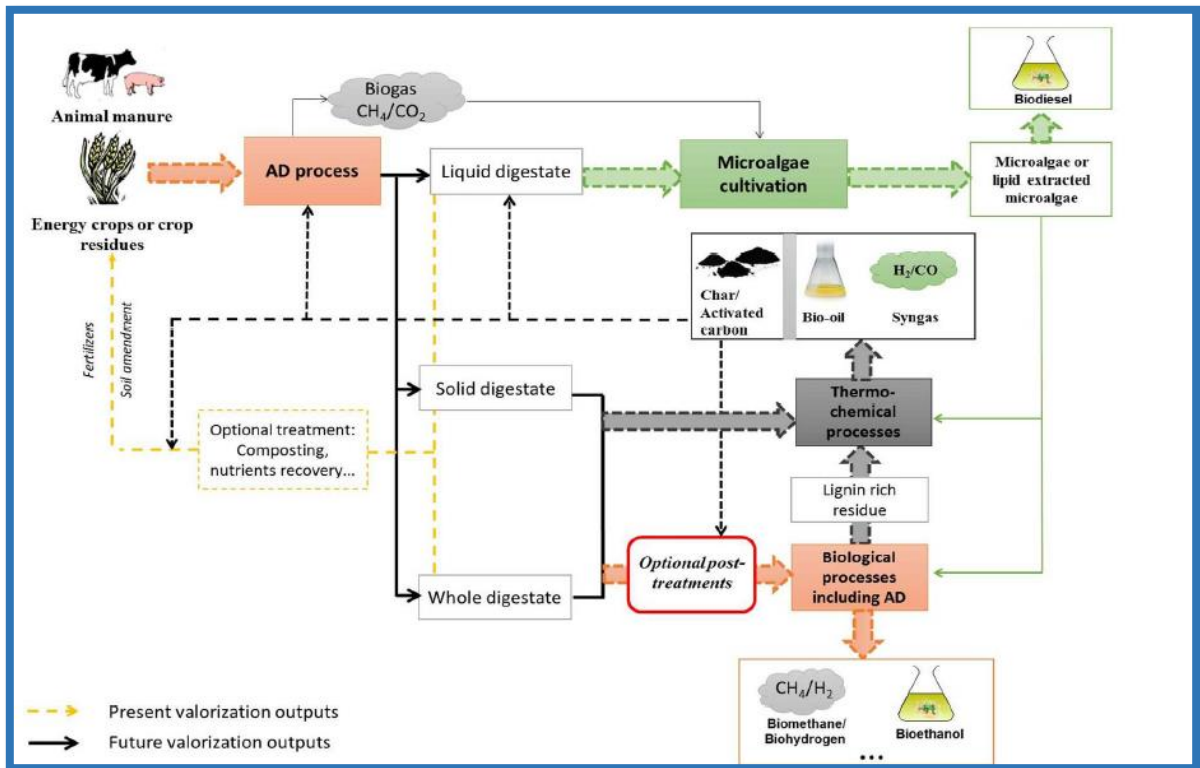 Animal manure
Energy crops or crop
residues
AD process
Biogas
CH₄/CO₂
Liquid digestate
Microalgae
cultivation
Biodiesel
Microalgae or
lipid extracted
microalgae
Char/
Activated
carbon
Bio-oil
H₂/CO
Syngas
Fertilizers
Soil amendment
Solid digestate
Thermo-
chemical
processes
Optional treatment:
Composting,
nutrients recovery...
Lignin rich
residue
Whole digestate
Optional post-
treatments
Biological
processes
including AD
CH₄/H₂
Biomethane/
Biohydrogen
Bioethanol
...
Present valorization outputs
Future valorization outputs